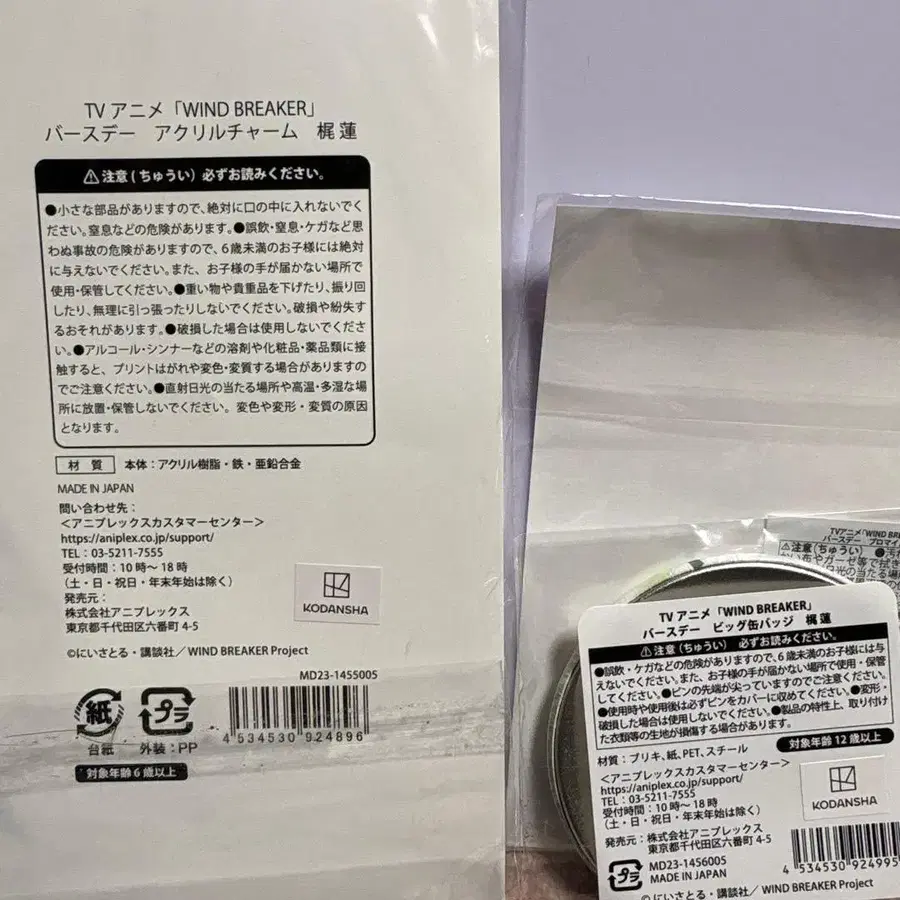 TV アニメ「WIND BREAKER」
バースデー　アクリルチャーム　梶 蓮
⚠注意(ちゅうい) 必ずお読みください。
●小さな部品がありますので、絶対に口の中に入れないでく
ださい。窒息などの危険があります。●誤飲・窒息・ケガなど思
わぬ事故の危険がありますので、6歳未満のお子様には絶対
に与えないでください。また、お子様の手が届かない場所で
使用・保管してください。●重い物や貴重品を下げたり、振り回
したり、無理に引っ張ったりしないでください。破損や紛失す
るおそれがあります。●破損した場合は使用しないでくださ
い。●アルコール・シンナーなどの溶剤や化粧品・薬品類に接
触すると、プリントはがれや変色・変質する場合がありますの
でご注意ください。●直射日光の当たる場所や高温・多湿な場
所に放置・保管しないでください。変色や変形・変質の原因
となります。
材 質　本体：アクリル樹脂・鉄・亜鉛合金
MADE IN JAPAN
問い合わせ先：
＜アニプレックスカスタマーセンター＞
https://aniplex.co.jp/support/
TEL：03-5211-7555
受付時間：10時～18時
（土・日・祝日・年末年始は除く）
発売元：
株式会社アニプレックス
東京都千代田区六番町 4-5
KODANSHA
©にいさとる・講談社／WIND BREAKER Project
MD23-1455005
紙
台紙
プラ
外装：PP
4 534530 924896
対象年齢6歳以上
TVアニメ「WIND BRE
バースデー　ブロマイ
⚠注意(ちゅうい)
TV アニメ「WIND BREAKER」
バースデー　ビッグ缶バッジ　梶 蓮
⚠注意(ちゅうい) 必ずお読みください。
●誤飲・ケガなどの危険がありますので、6歳未満のお子様には与
えないでください。また、お子様の手が届かない場所で使用・保管
してください。●ピンの先端が尖っていますのでご注意ください。
●使用時や使用後は必ずピンをカバーに収めてください。●変形・
破損した場合は使用しないでください。●製品の特性上、取り付け
た衣類等の生地が損傷する場合があります。
対象年齢12歳以上
材質：ブリキ、紙、PET、スチール
＜アニプレックスカスタマーセンター＞
https://aniplex.co.jp/support/
TEL：03-5211-7555
受付時間：10時～18時
（土・日・祝日・年末年始は除く）
KODANSHA
発売元：株式会社アニプレックス
東京都千代田区六番町 4-5
プラ
MD23-1456005
MADE IN JAPAN
4 534530 924995
©にいさとる・講談社／WIND BREAKER Project